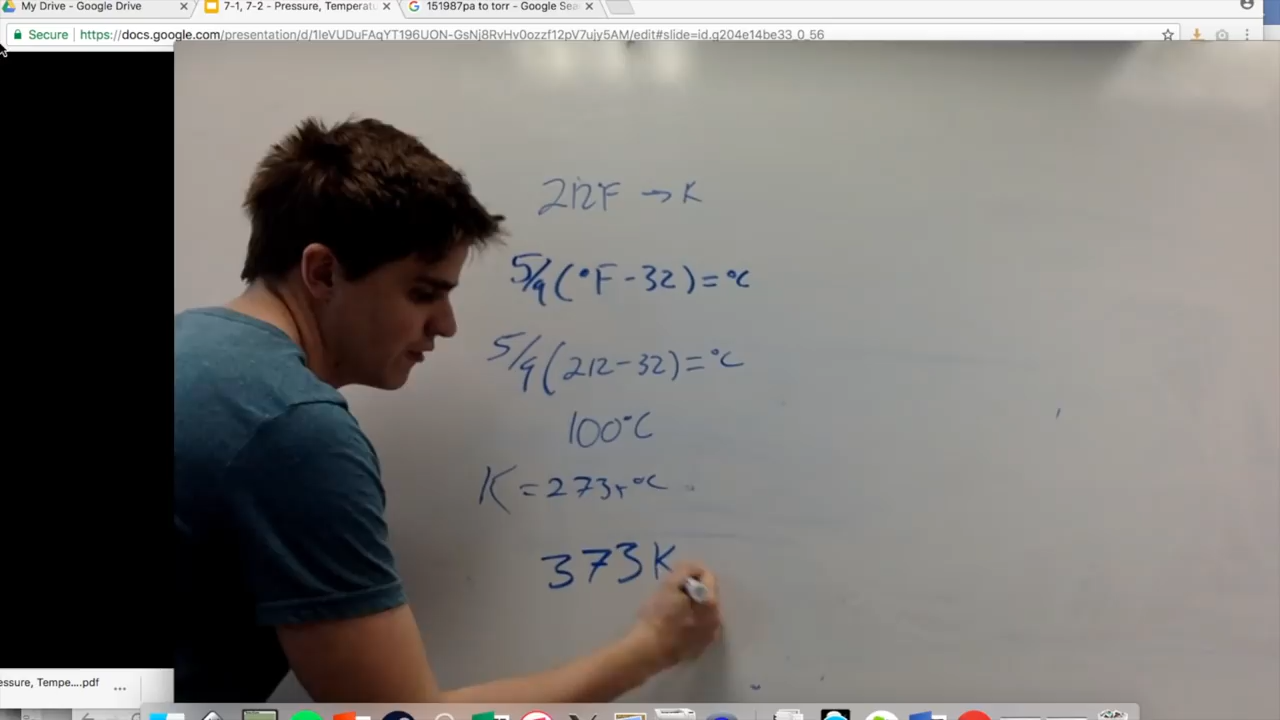 My Drive - Google Drive
7-1, 7-2 - Pressure, Temperatu
151987pa to torr - Google Sea
Secure
https://docs.google.com/presentation/d/1IeVUDuFAqYT196UON-GsNj8RvHv0ozzf12pV7ujy5AM/edit#slide=id.g204e14be33_0_56
212F → K
5/9 (°F - 32) = °C
5/9 (212 - 32) = °C
100°C
K = 273 + °C
373K
essure, Tempe....pdf